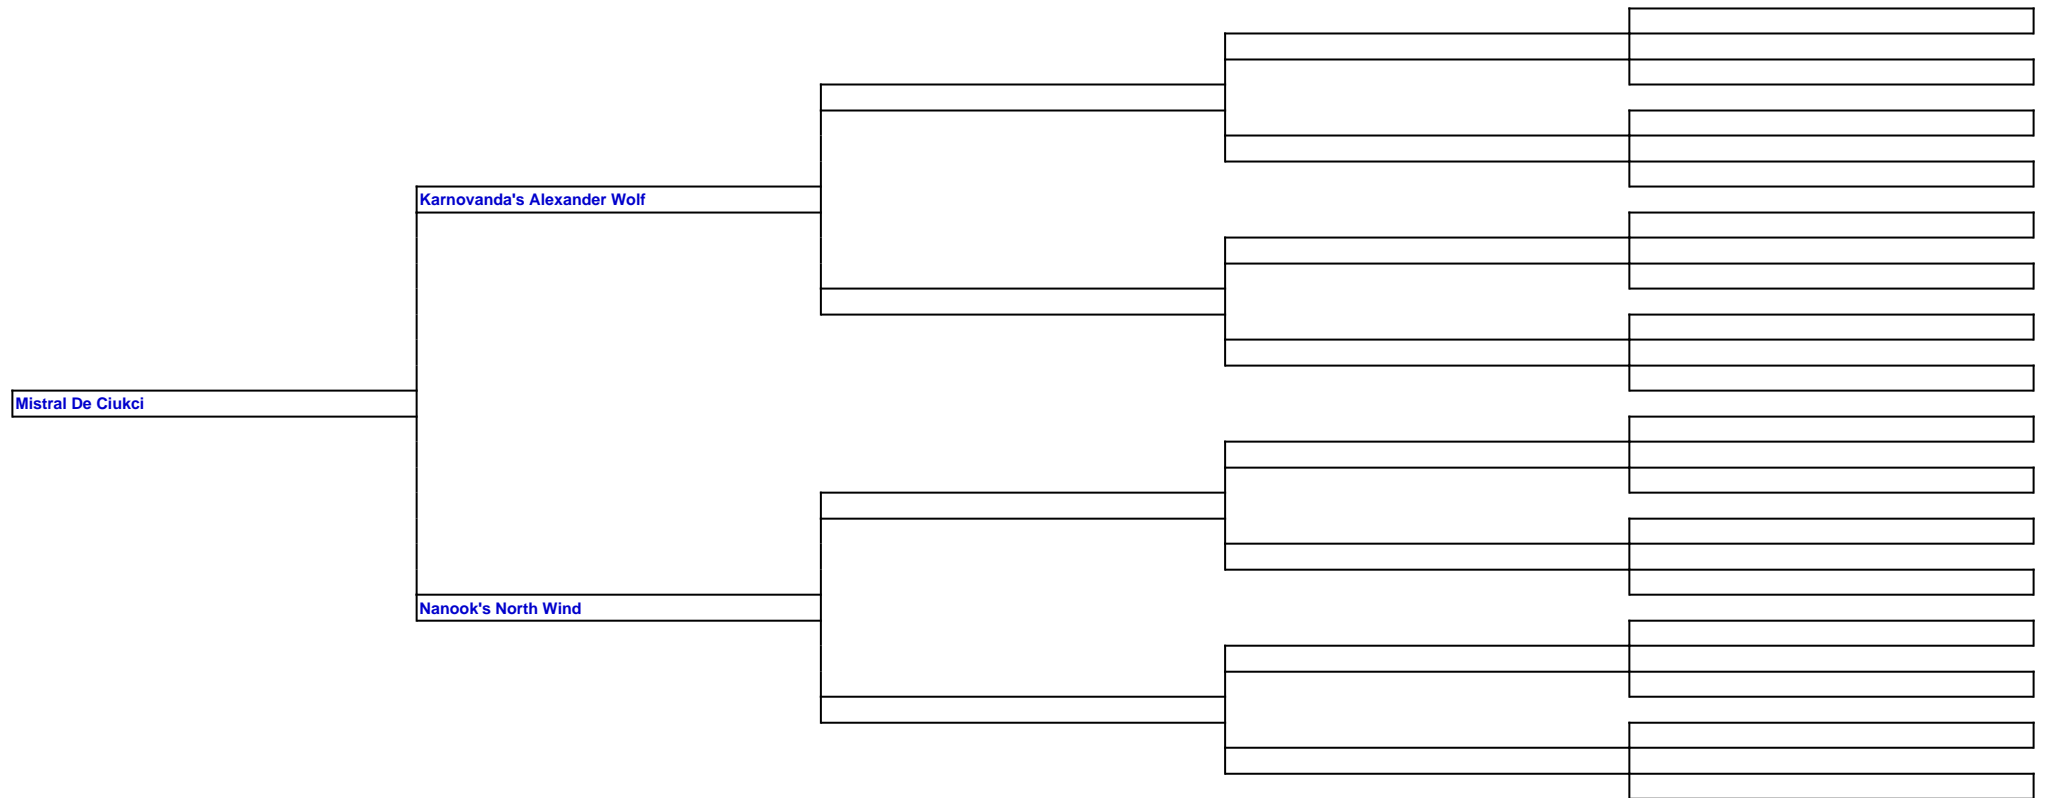 Karnovanda's Alexander Wolf
Mistral De Ciukci
Nanook's North Wind